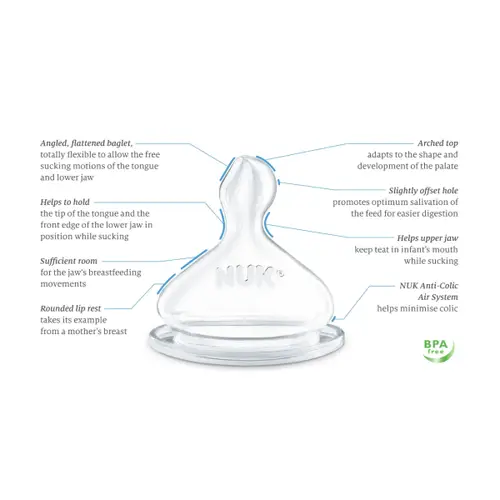 Angled, flattened baglet,
totally flexible to allow the free
sucking motions of the tongue
and lower jaw
Helps to hold
the tip of the tongue and the
front edge of the lower jaw in
position while sucking
Sufficient room
for the jaw's breastfeeding
movements
Rounded lip rest
takes its example
from a mother's breast
NUK®
Arched top
adapts to the shape and
development of the palate
Slightly offset hole
promotes optimum salivation of
the feed for easier digestion
Helps upper jaw
keep teat in infant's mouth
while sucking
NUK Anti-Colic
Air System
helps minimise colic
BPA
free